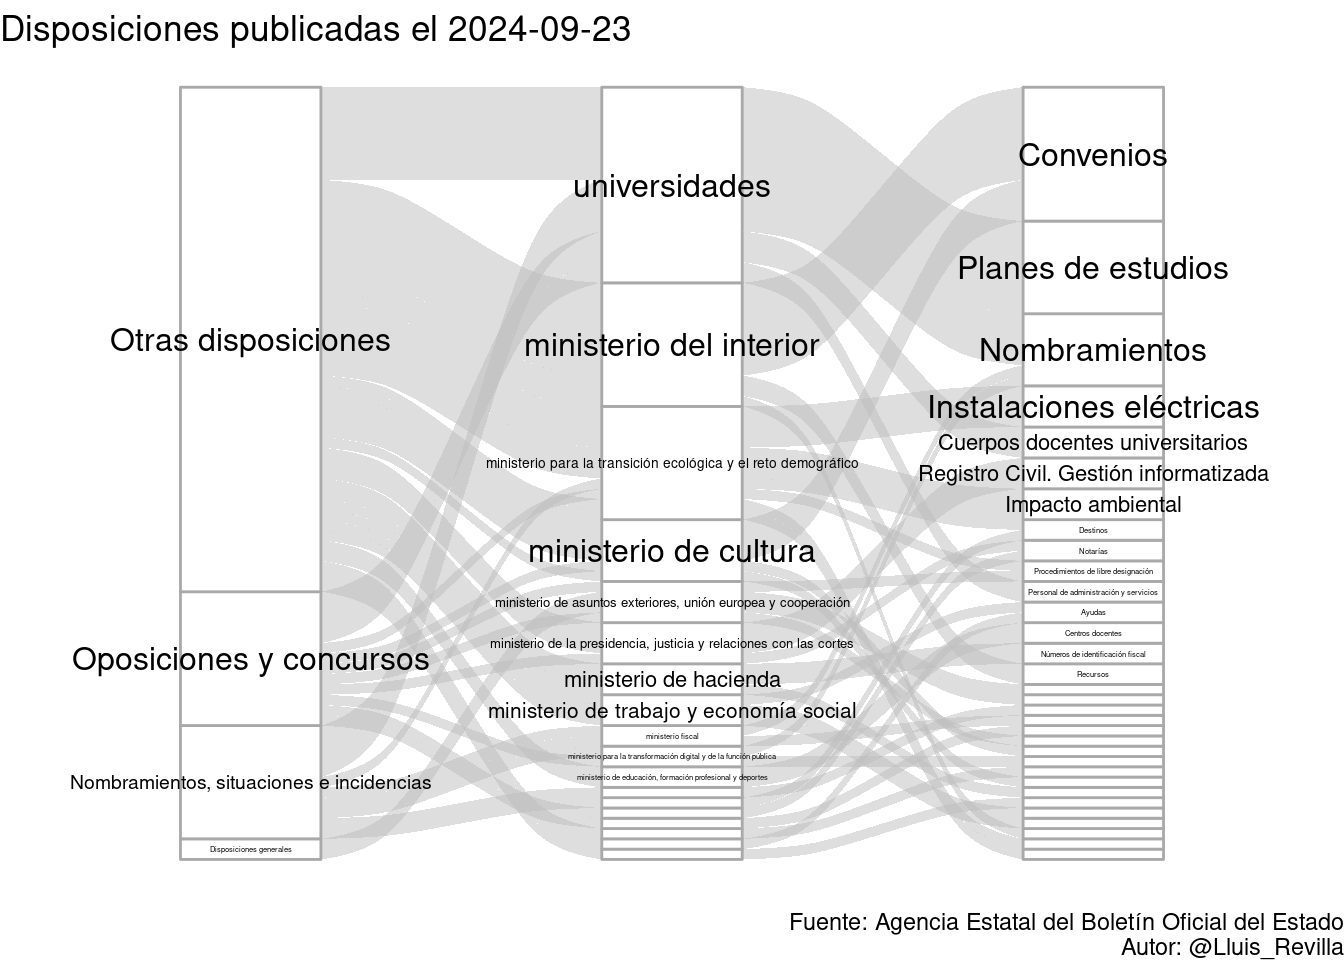 Disposiciones publicadas el 2024-09-23
Otras disposiciones
Oposiciones y concursos
Nombramientos, situaciones e incidencias
Disposiciones generales
universidades
ministerio del interior
ministerio para la transición ecológica y el reto demográfico
ministerio de cultura
ministerio de asuntos exteriores, unión europea y cooperación
ministerio de la presidencia, justicia y relaciones con las cortes
ministerio de hacienda
ministerio de trabajo y economía social
ministerio fiscal
ministerio para la transformación digital y de la función pública
ministerio de educación, formación profesional y deportes
Convenios
Planes de estudios
Nombramientos
Instalaciones eléctricas
Cuerpos docentes universitarios
Registro Civil. Gestión informatizada
Impacto ambiental
Destinos
Notarías
Procedimientos de libre designación
Personal de administración y servicios
Ayudas
Centros docentes
Números de identificación fiscal
Recursos
Fuente: Agencia Estatal del Boletín Oficial del Estado
Autor: @Lluis_Revilla